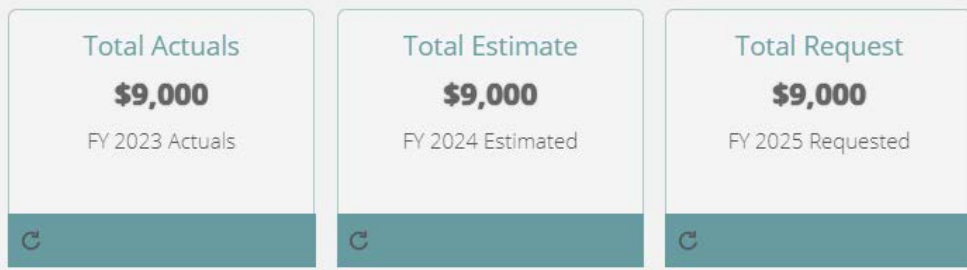 Total Actuals
$9,000
FY 2023 Actuals
Total Estimate
$9,000
FY 2024 Estimated
Total Request
$9,000
FY 2025 Requested